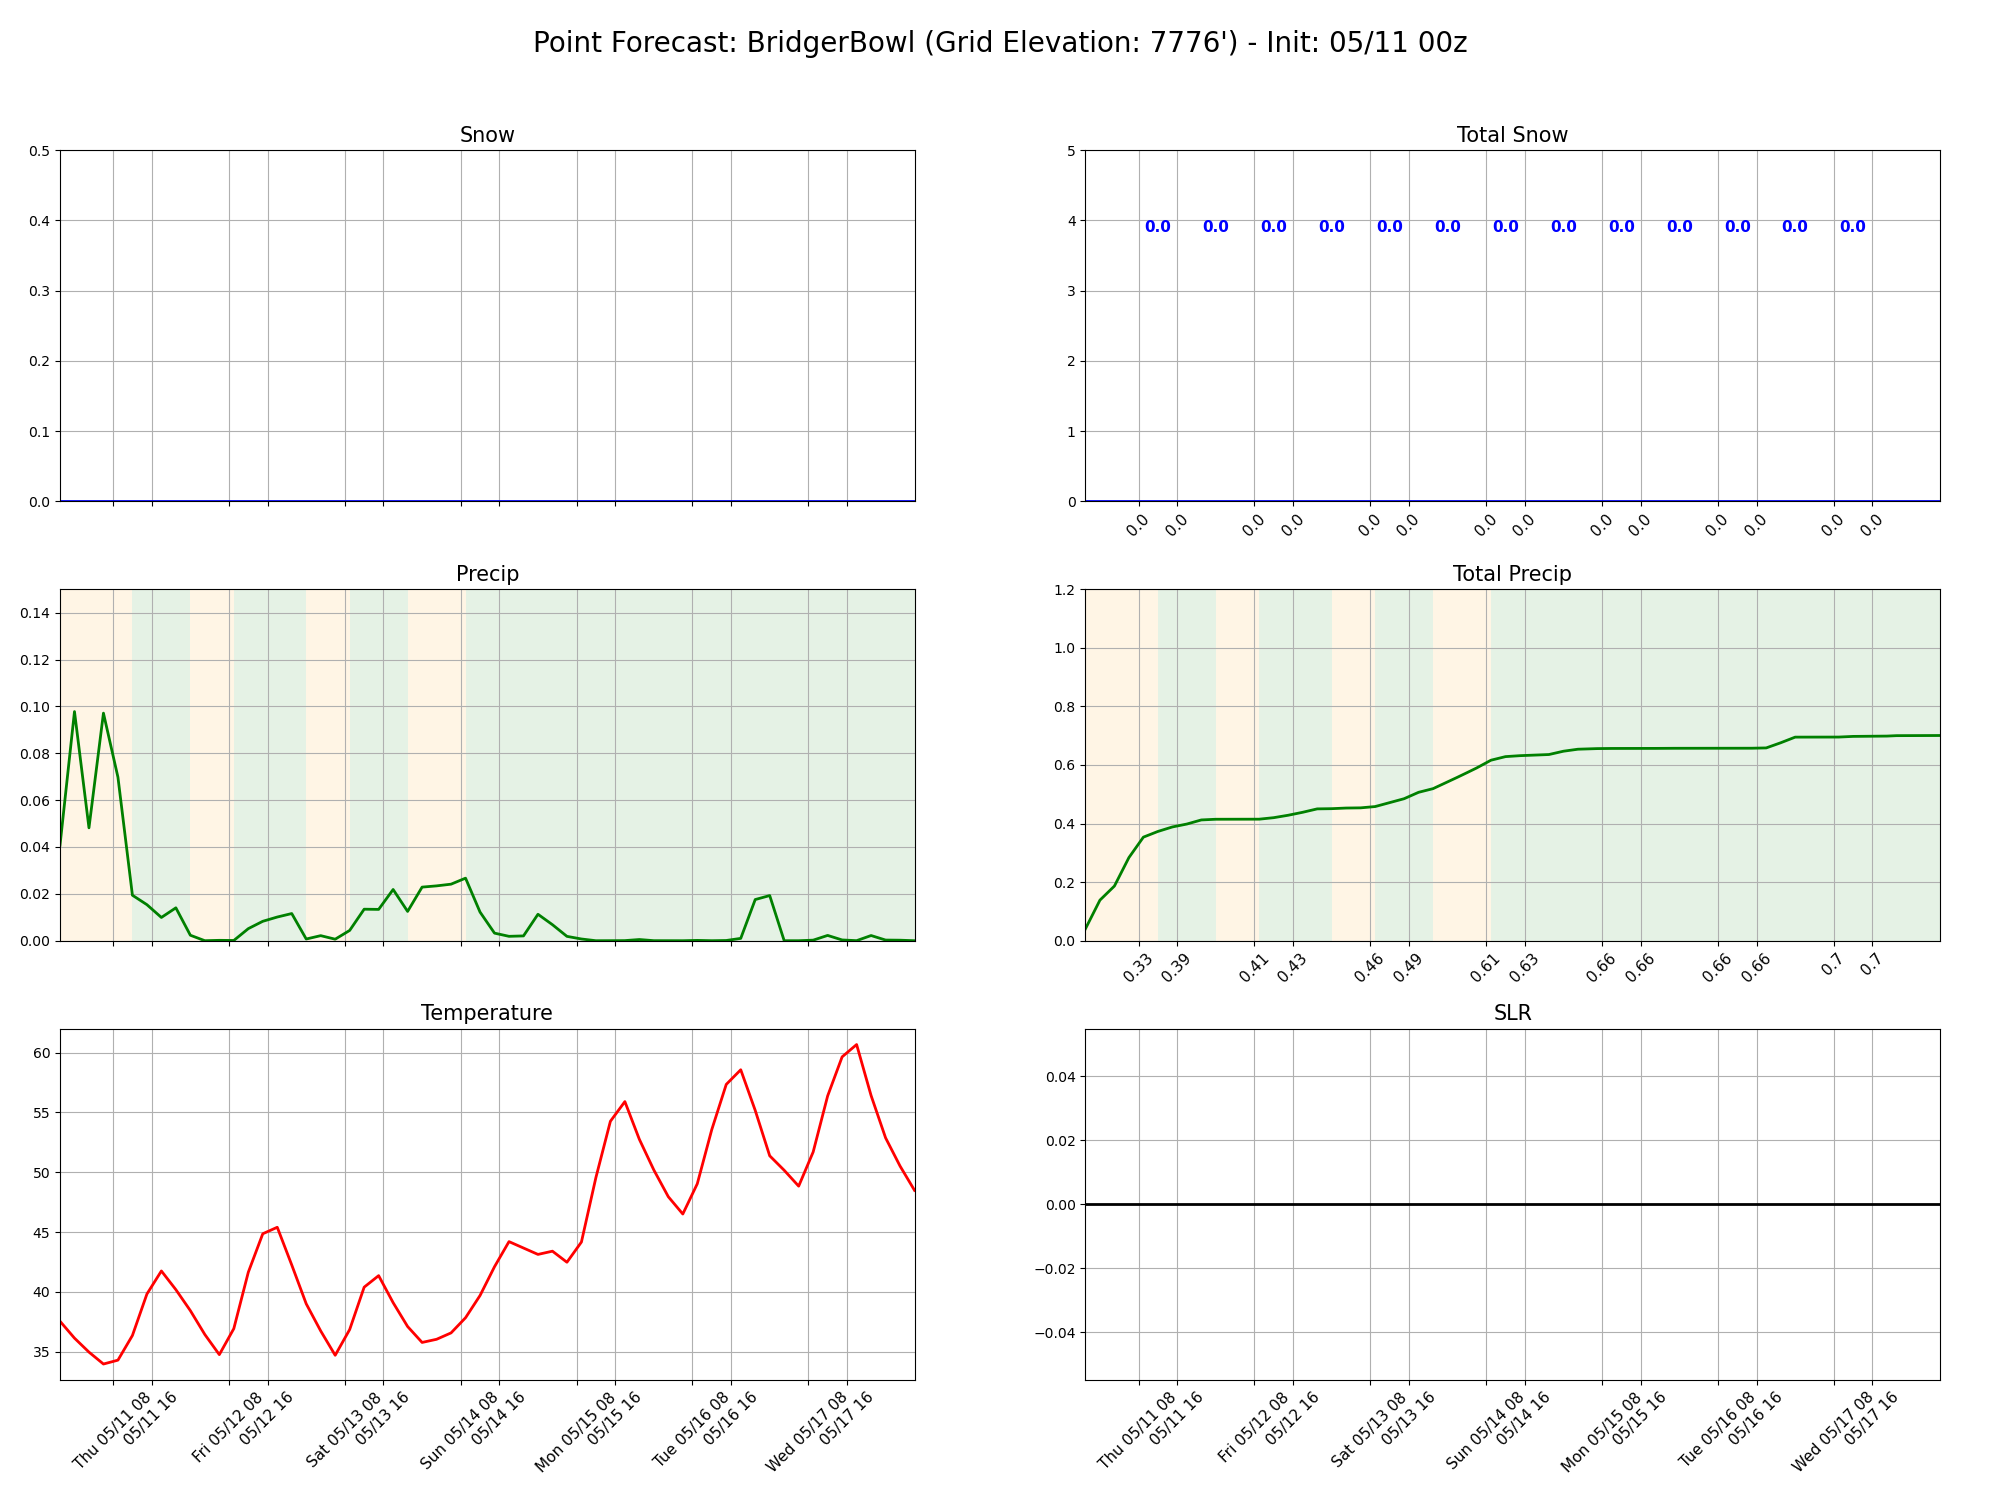 Point Forecast: BridgerBowl (Grid Elevation: 7776') - Init: 05/11 00z
Snow
0.5
0.4
0.3
0.2
0.1
0.0
Total Snow
5
4
3
2
1
0
0.0 0.0 0.0 0.0 0.0 0.0 0.0 0.0 0.0 0.0 0.0 0.0 0.0
0.0 0.0 0.0 0.0 0.0 0.0 0.0 0.0 0.0 0.0 0.0 0.0 0.0 0.0
Precip
0.14
0.12
0.10
0.08
0.06
0.04
0.02
0.00
Total Precip
1.2
1.0
0.8
0.6
0.4
0.2
0.0
0.33 0.39 0.41 0.43 0.46 0.49 0.61 0.63 0.66 0.66 0.66 0.66 0.7 0.7
Temperature
60
55
50
45
40
35
Thu 05/11 08
05/11 16
Fri 05/12 08
05/12 16
Sat 05/13 08
05/13 16
Sun 05/14 08
05/14 16
Mon 05/15 08
05/15 16
Tue 05/16 08
05/16 16
Wed 05/17 08
05/17 16
SLR
0.04
0.02
0.00
−0.02
−0.04
Thu 05/11 08
05/11 16
Fri 05/12 08
05/12 16
Sat 05/13 08
05/13 16
Sun 05/14 08
05/14 16
Mon 05/15 08
05/15 16
Tue 05/16 08
05/16 16
Wed 05/17 08
05/17 16